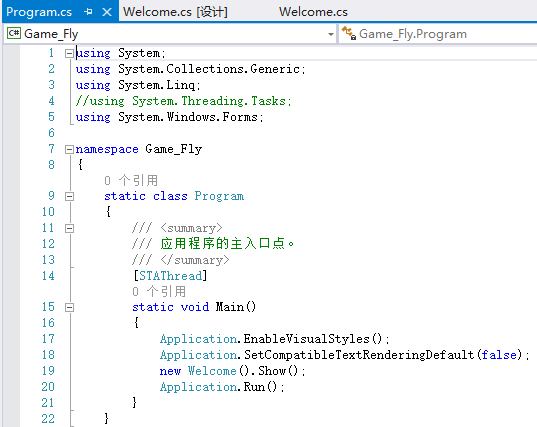 Program.cs Welcome.cs [设计] Welcome.cs
C# Game_Fly Game_Fly.Program
1 using System;
2 using System.Collections.Generic;
3 using System.Linq;
4 //using System.Threading.Tasks;
5 using System.Windows.Forms;
6
7 namespace Game_Fly
8 {
0 个引用
9 static class Program
10 {
11 /// <summary>
12 /// 应用程序的主入口点。
13 /// </summary>
14 [STAThread]
0 个引用
15 static void Main()
16 {
17 Application.EnableVisualStyles();
18 Application.SetCompatibleTextRenderingDefault(false);
19 new Welcome().Show();
20 Application.Run();
21 }
22 }